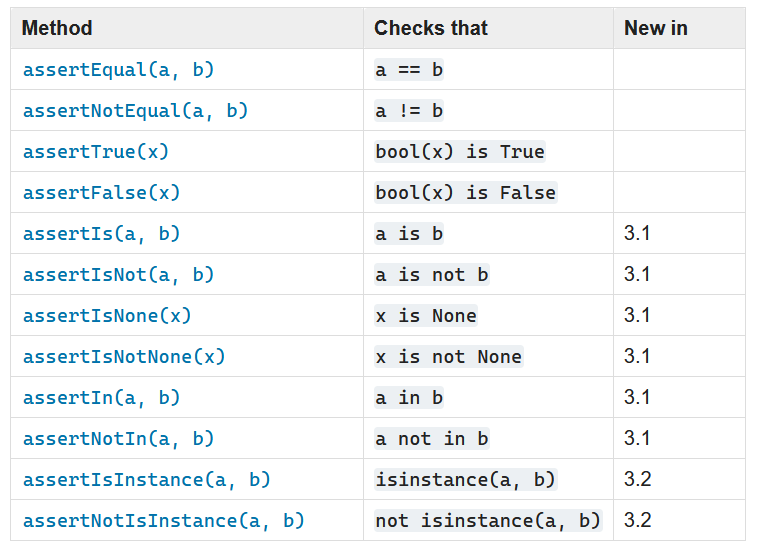 Method Checks that New in
assertEqual(a, b) a == b
assertNotEqual(a, b) a != b
assertTrue(x) bool(x) is True
assertFalse(x) bool(x) is False
assertIs(a, b) a is b 3.1
assertIsNot(a, b) a is not b 3.1
assertIsNone(x) x is None 3.1
assertIsNotNone(x) x is not None 3.1
assertIn(a, b) a in b 3.1
assertNotIn(a, b) a not in b 3.1
assertIsInstance(a, b) isinstance(a, b) 3.2
assertNotIsInstance(a, b) not isinstance(a, b) 3.2